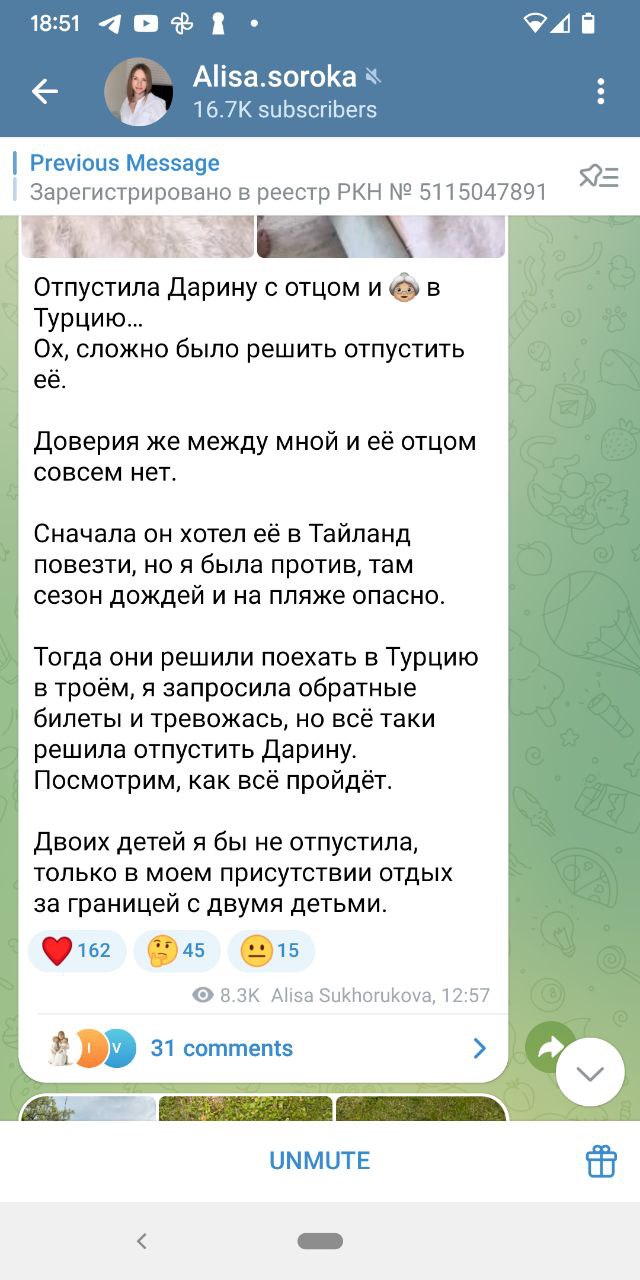 18:51
Alisa.soroka
16.7K subscribers
Previous Message
Зарегистрировано в реестр РКН № 5115047891
Отпустила Дарину с отцом и 👵🏼 в
Турцию…
Ох, сложно было решить отпустить
её.
Доверия же между мной и её отцом
совсем нет.
Сначала он хотел её в Тайланд
повезти, но я была против, там
сезон дождей и на пляже опасно.
Тогда они решили поехать в Турцию
в троём, я запросила обратные
билеты и тревожась, но всё таки
решила отпустить Дарину.
Посмотрим, как всё пройдёт.
Двоих детей я бы не отпустила,
только в моем присутствии отдых
за границей с двумя детьми.
❤️ 162 🤔 45 😐 15
8.3K Alisa Sukhorukova, 12:57
I V 31 comments
UNMUTE